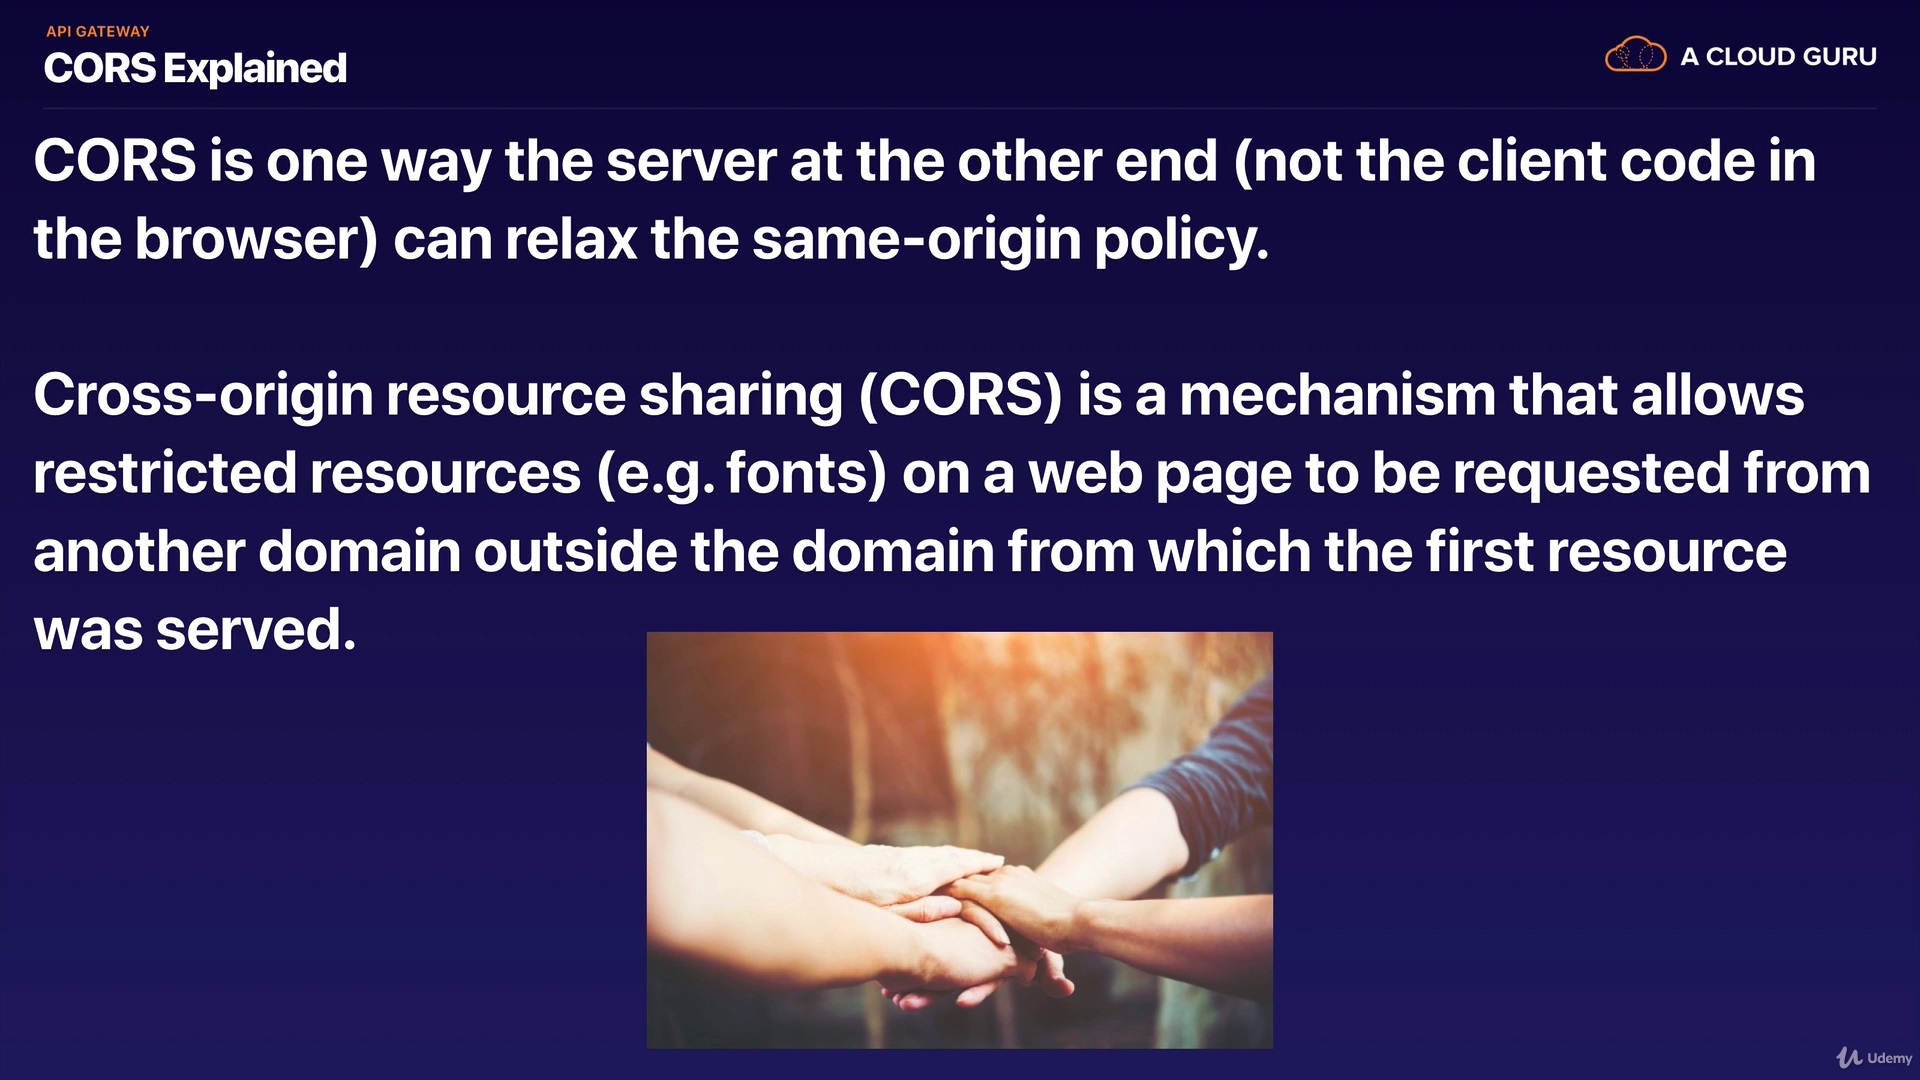 API GATEWAY
CORS Explained
A CLOUD GURU
CORS is one way the server at the other end (not the client code in
the browser) can relax the same-origin policy.
Cross-origin resource sharing (CORS) is a mechanism that allows
restricted resources (e.g. fonts) on a web page to be requested from
another domain outside the domain from which the first resource
was served.
Udemy